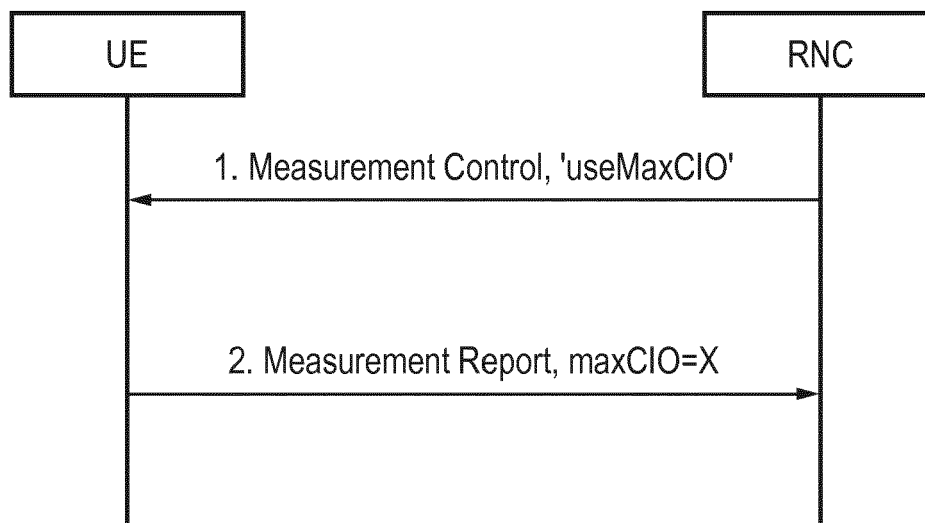 UE
RNC
1. Measurement Control, 'useMaxCIO'
2. Measurement Report, maxCIO=X